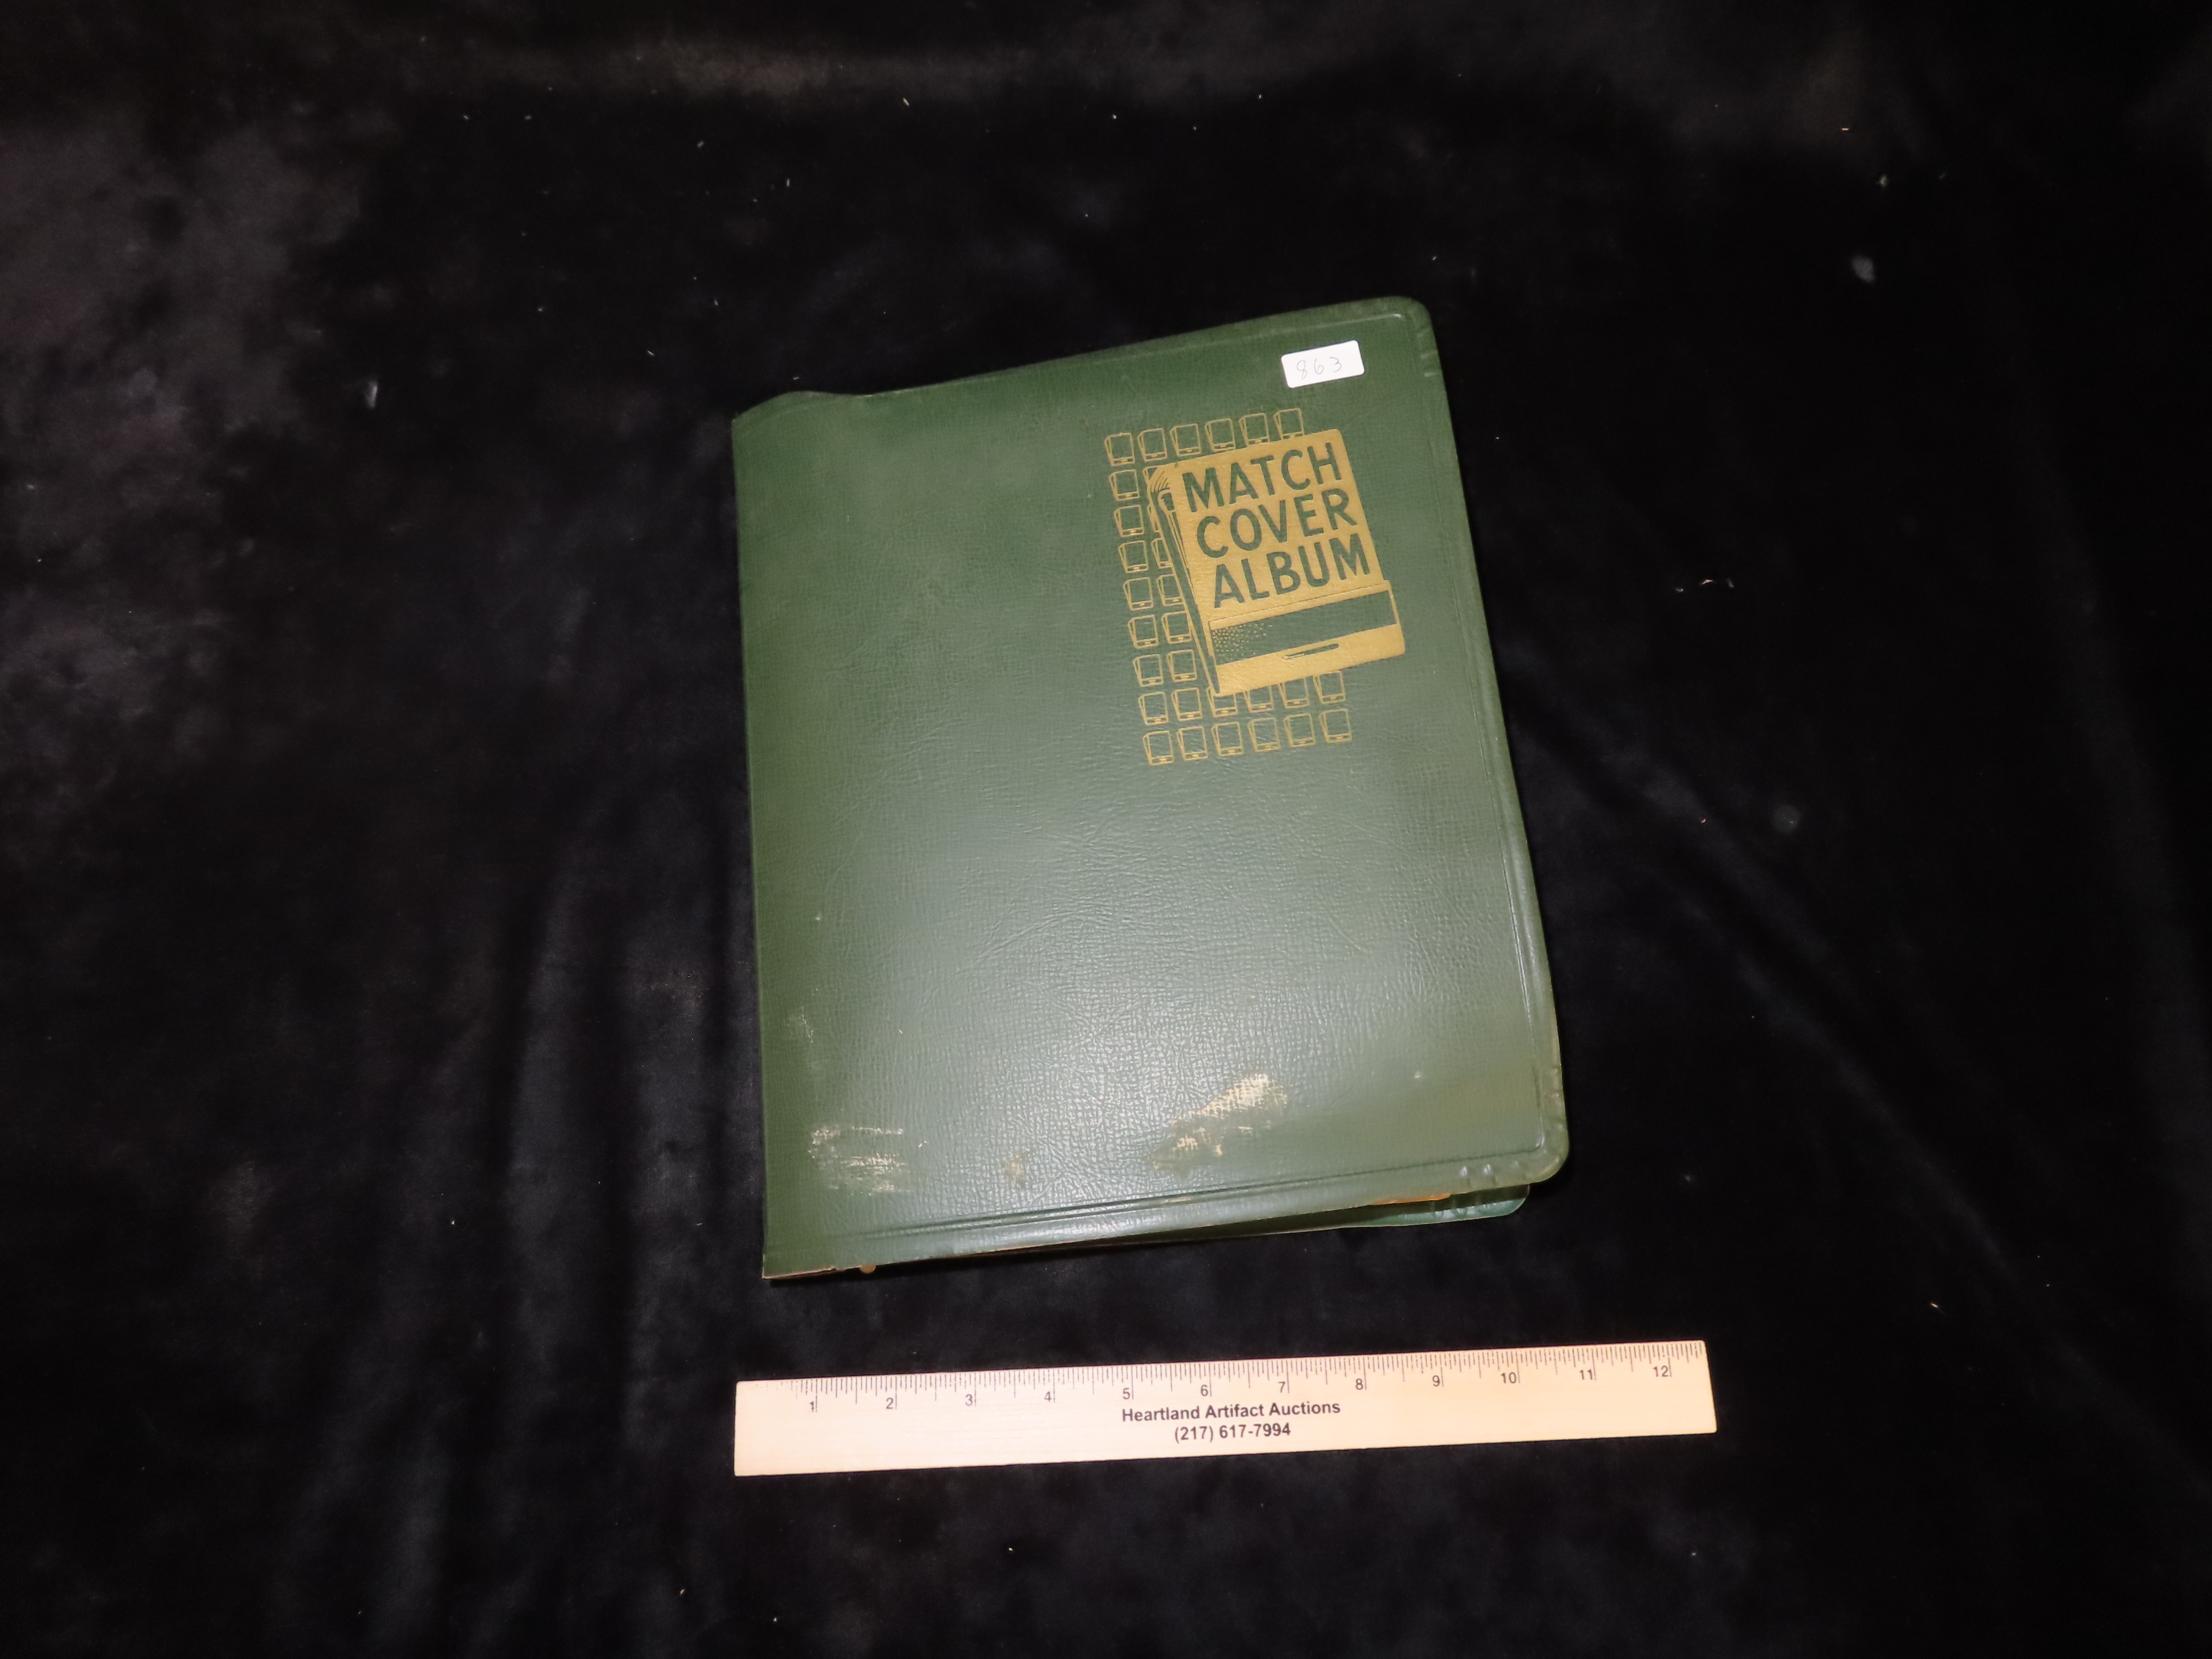 863
MATCH
COVER
ALBUM
1 2 3 4 5 6 7 8 9 10 11 12
Heartland Artifact Auctions
(217) 617-7994